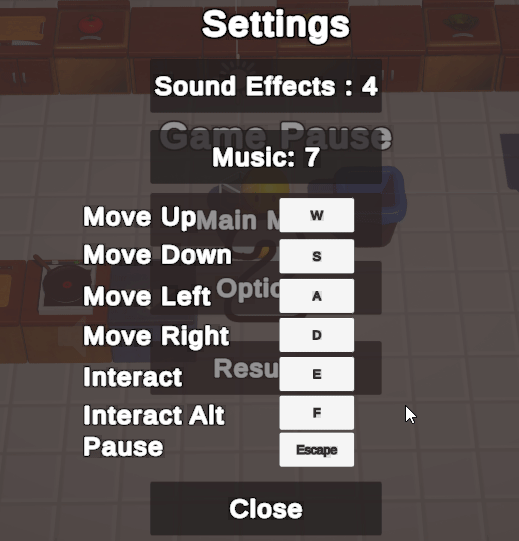 Settings
Sound Effects : 4
Game Pause
Music: 7
Move Up W
Main M
Move Down S
Move Left A
Optio
Move Right D
Resu
Interact E
Interact Alt F
Pause Escape
Close